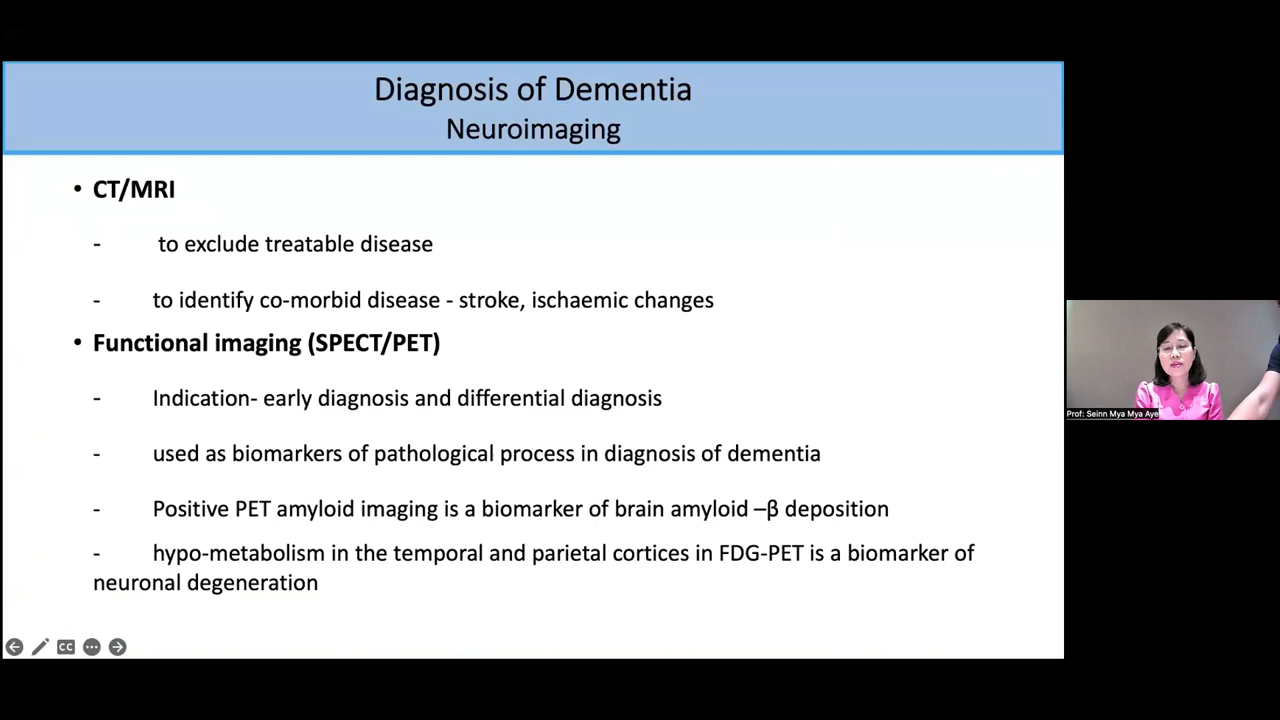 Diagnosis of Dementia
Neuroimaging
• CT/MRI
- to exclude treatable disease
- to identify co-morbid disease - stroke, ischaemic changes
• Functional imaging (SPECT/PET)
- Indication- early diagnosis and differential diagnosis
- used as biomarkers of pathological process in diagnosis of dementia
- Positive PET amyloid imaging is a biomarker of brain amyloid –β deposition
- hypo-metabolism in the temporal and parietal cortices in FDG-PET is a biomarker of
neuronal degeneration
CC
Prof: Seinn Mya Mya Aye